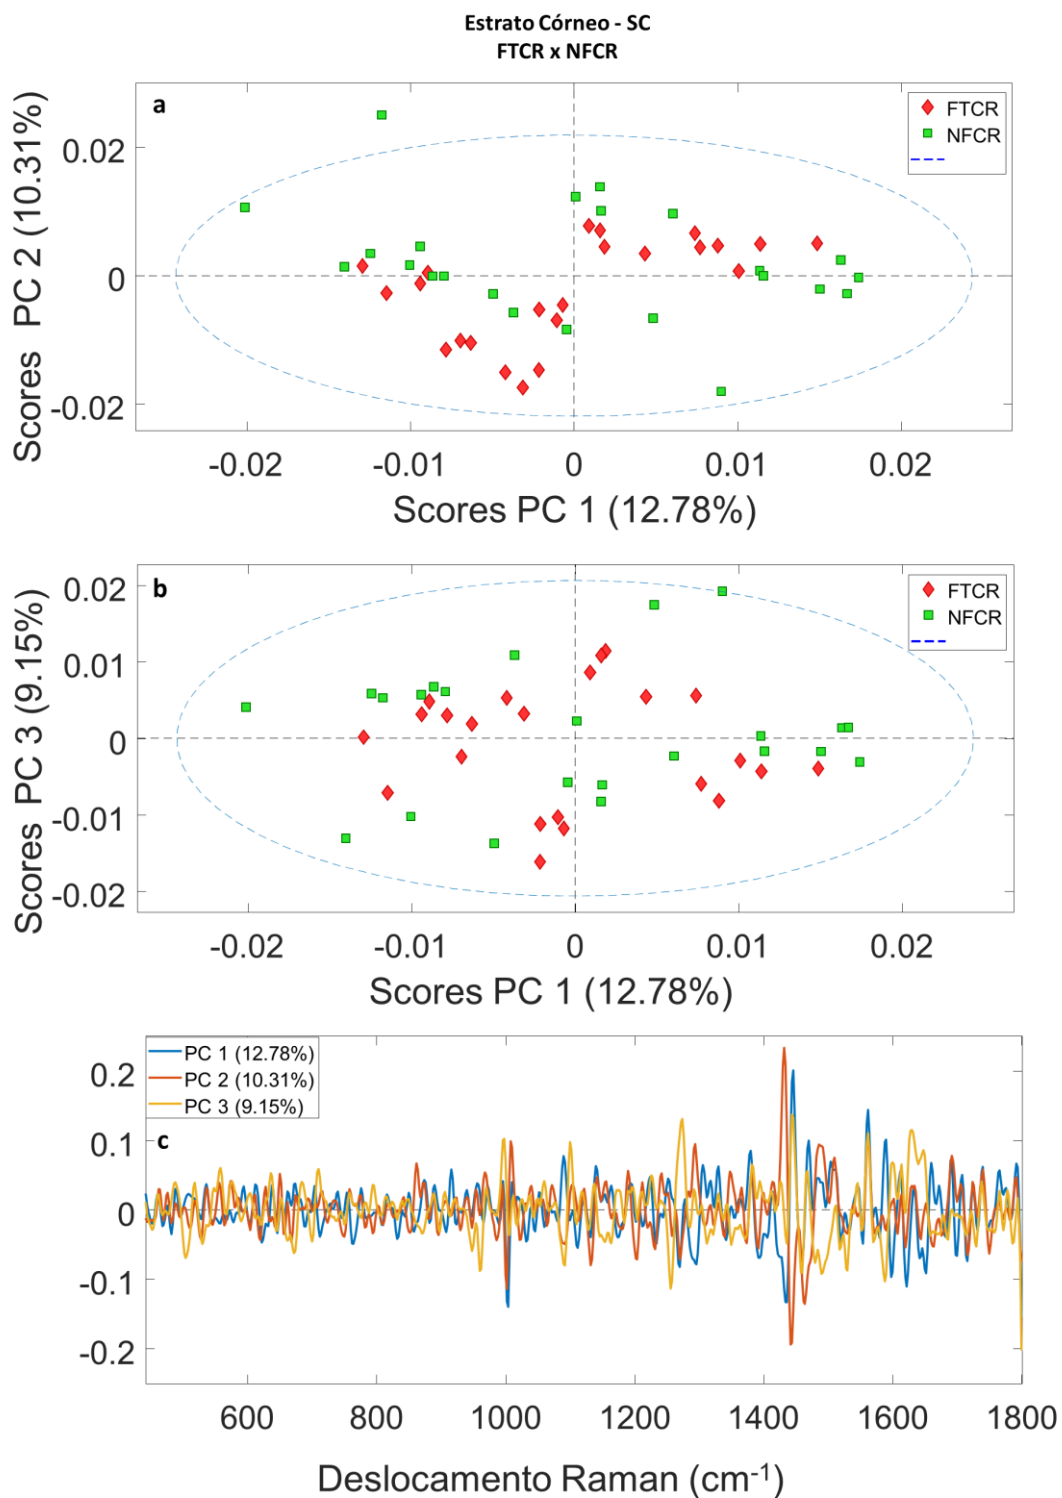 Estrato Córneo - SC
FTCR x NFCR
a
FTCR
NFCR
Scores PC 2 (10.31%)
0.02
0
-0.02
-0.02
-0.01
0
0.01
0.02
Scores PC 1 (12.78%)
b
FTCR
NFCR
Scores PC 3 (9.15%)
0.02
0.01
0
-0.01
-0.02
-0.02
-0.01
0
0.01
0.02
Scores PC 1 (12.78%)
PC 1 (12.78%)
PC 2 (10.31%)
PC 3 (9.15%)
c
0.2
0.1
0
-0.1
-0.2
600
800
1000
1200
1400
1600
1800
Deslocamento Raman (cm⁻¹)